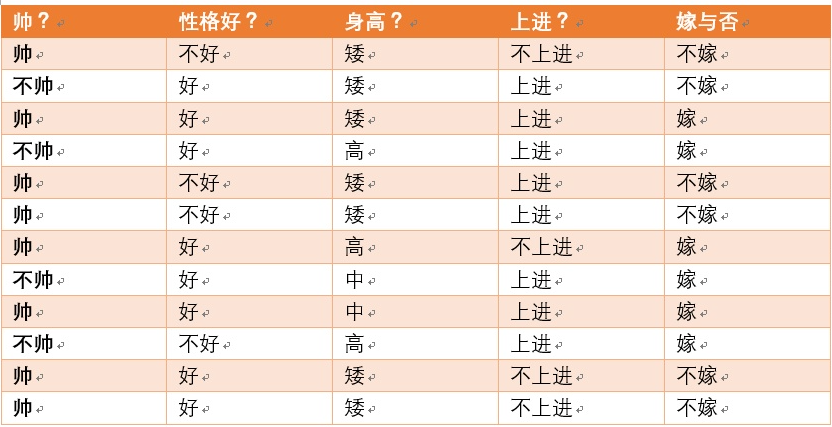 帅？ 性格好？ 身高？ 上进？ 嫁与否
帅 不好 矮 不上进 不嫁
不帅 好 矮 上进 不嫁
帅 好 矮 上进 嫁
不帅 好 高 上进 嫁
帅 不好 矮 上进 不嫁
帅 不好 矮 上进 不嫁
帅 好 高 不上进 嫁
不帅 好 中 上进 嫁
帅 好 中 上进 嫁
不帅 不好 高 上进 嫁
帅 好 矮 不上进 不嫁
帅 好 矮 不上进 不嫁